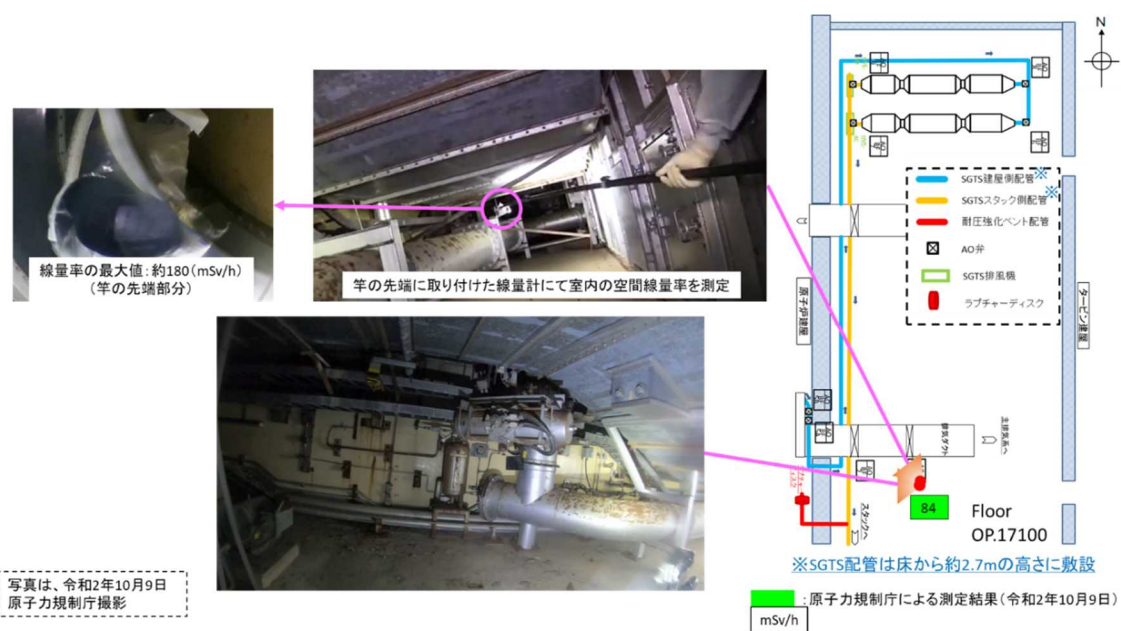 線量率の最大値：約180(mSv/h)
（竿の先端部分）
竿の先端に取り付けた線量計にて室内の空間線量率を測定
写真は、令和2年10月9日
原子力規制庁撮影
N
SGTS建屋側配管※
SGTSスタック側配管※
耐圧強化ベント配管
AO弁
SGTS排風機
ラプチャーディスク
原子炉建屋
タービン建屋
排気ダクト
主排気系へ
スタックへ
84
Floor
OP.17100
※SGTS配管は床から約2.7mの高さに敷設
：原子力規制庁による測定結果（令和2年10月9日）
mSv/h